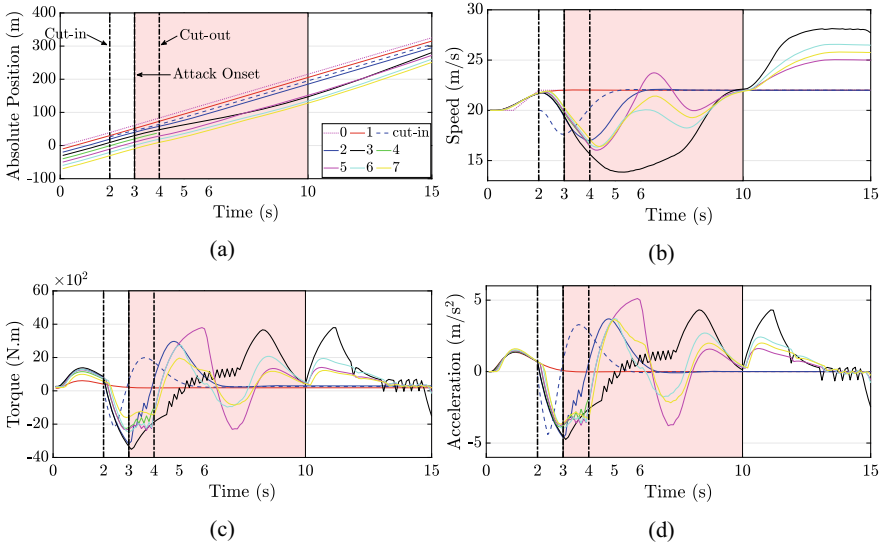 Absolute Position (m)
400
300
200
100
0
-100
Cut-in
Cut-out
Attack Onset
0 1 cut-in
2 3 4
5 6 7
0 2 3 4 5 6 10 15
Time (s)
(a)
Speed (m/s)
30
25
20
15
0 2 3 4 5 6 10 15
Time (s)
(b)
×10²
Torque (N.m)
60
40
20
0
-20
-40
0 2 3 4 5 6 10 15
Time (s)
(c)
Acceleration (m/s²)
5
0
-5
0 2 3 4 5 6 10 15
Time (s)
(d)